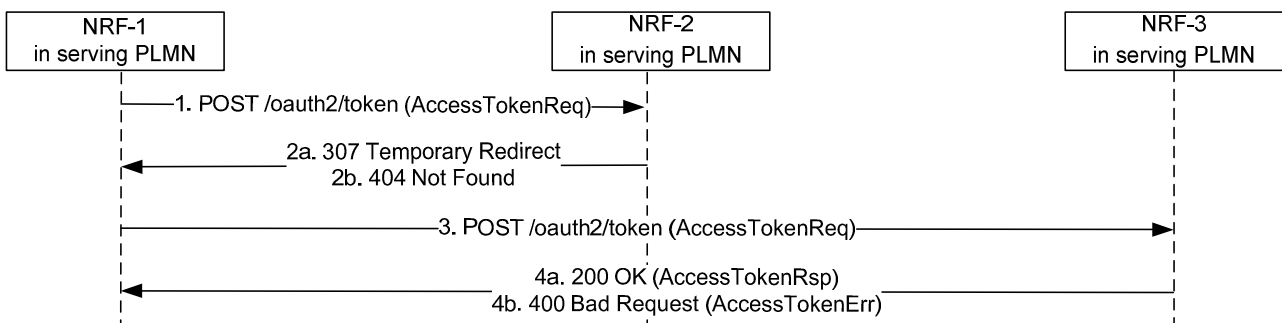 NRF-1
in serving PLMN
NRF-2
in serving PLMN
NRF-3
in serving PLMN
1. POST /oauth2/token (AccessTokenReq)
2a. 307 Temporary Redirect
2b. 404 Not Found
3. POST /oauth2/token (AccessTokenReq)
4a. 200 OK (AccessTokenRsp)
4b. 400 Bad Request (AccessTokenErr)